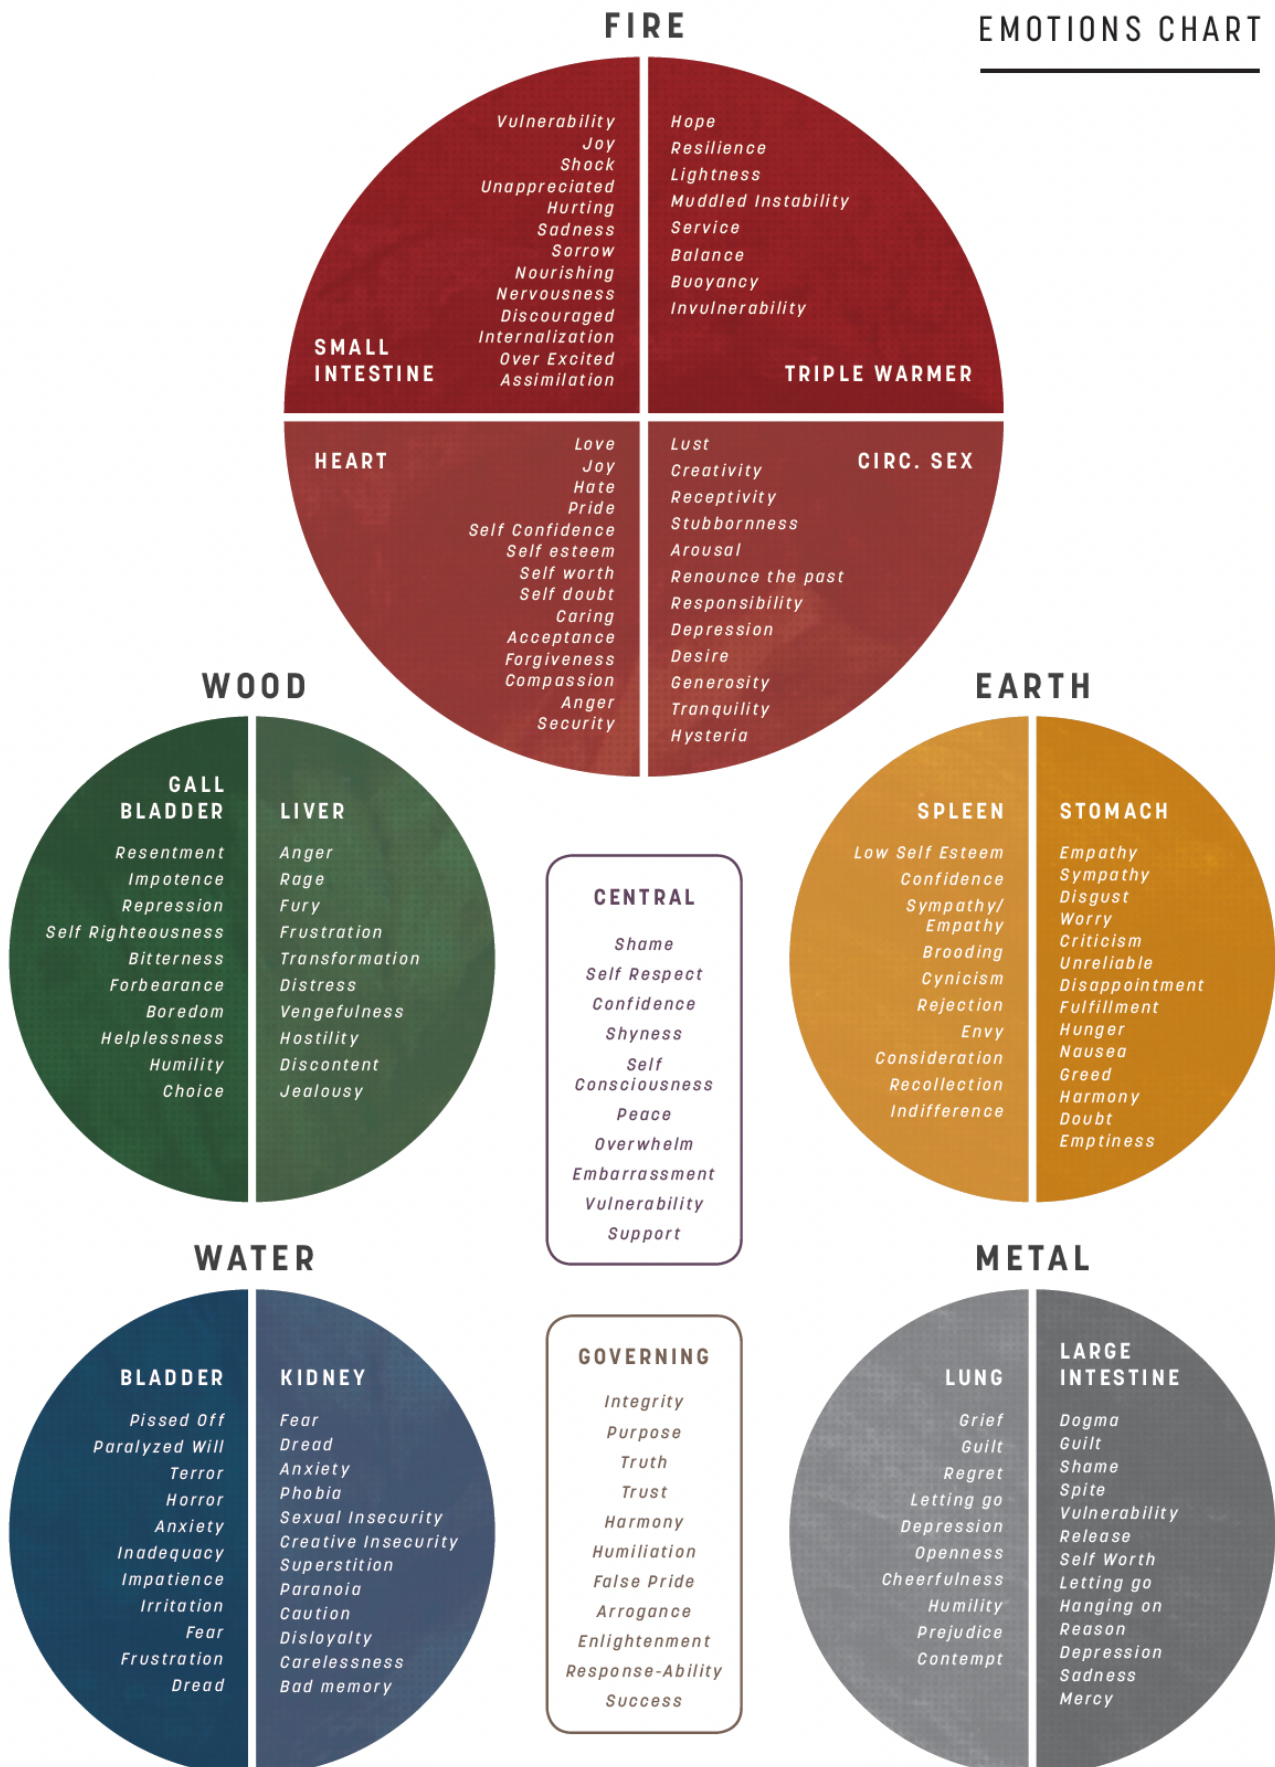 FIRE
EMOTIONS CHART
Vulnerability
Joy
Shock
Unappreciated
Hurting
Sadness
Sorrow
Nourishing
Nervousness
Discouraged
Internalization
Over Excited
Assimilation
SMALL
INTESTINE
Hope
Resilience
Lightness
Muddled Instability
Service
Balance
Buoyancy
Invulnerability
TRIPLE WARMER
HEART
Love
Joy
Hate
Pride
Self Confidence
Self esteem
Self worth
Self doubt
Caring
Acceptance
Forgiveness
Compassion
Anger
Security
CIRC. SEX
Lust
Creativity
Receptivity
Stubbornness
Arousal
Renounce the past
Responsibility
Depression
Desire
Generosity
Tranquility
Hysteria
WOOD
GALL
BLADDER
Resentment
Impotence
Repression
Self Righteousness
Bitterness
Forbearance
Boredom
Helplessness
Humility
Choice
LIVER
Anger
Rage
Fury
Frustration
Transformation
Distress
Vengefulness
Hostility
Discontent
Jealousy
CENTRAL
Shame
Self Respect
Confidence
Shyness
Self
Consciousness
Peace
Overwhelm
Embarrassment
Vulnerability
Support
EARTH
SPLEEN
Low Self Esteem
Confidence
Sympathy/
Empathy
Brooding
Cynicism
Rejection
Envy
Consideration
Recollection
Indifference
STOMACH
Empathy
Sympathy
Disgust
Worry
Criticism
Unreliable
Disappointment
Fulfillment
Hunger
Nausea
Greed
Harmony
Doubt
Emptiness
WATER
BLADDER
Pissed Off
Paralyzed Will
Terror
Horror
Anxiety
Inadequacy
Impatience
Irritation
Fear
Frustration
Dread
KIDNEY
Fear
Dread
Anxiety
Phobia
Sexual Insecurity
Creative Insecurity
Superstition
Paranoia
Caution
Disloyalty
Carelessness
Bad memory
GOVERNING
Integrity
Purpose
Truth
Trust
Harmony
Humiliation
False Pride
Arrogance
Enlightenment
Response-Ability
Success
METAL
LUNG
Grief
Guilt
Regret
Letting go
Depression
Openness
Cheerfulness
Humility
Prejudice
Contempt
LARGE
INTESTINE
Dogma
Guilt
Shame
Spite
Vulnerability
Release
Self Worth
Letting go
Hanging on
Reason
Depression
Sadness
Mercy